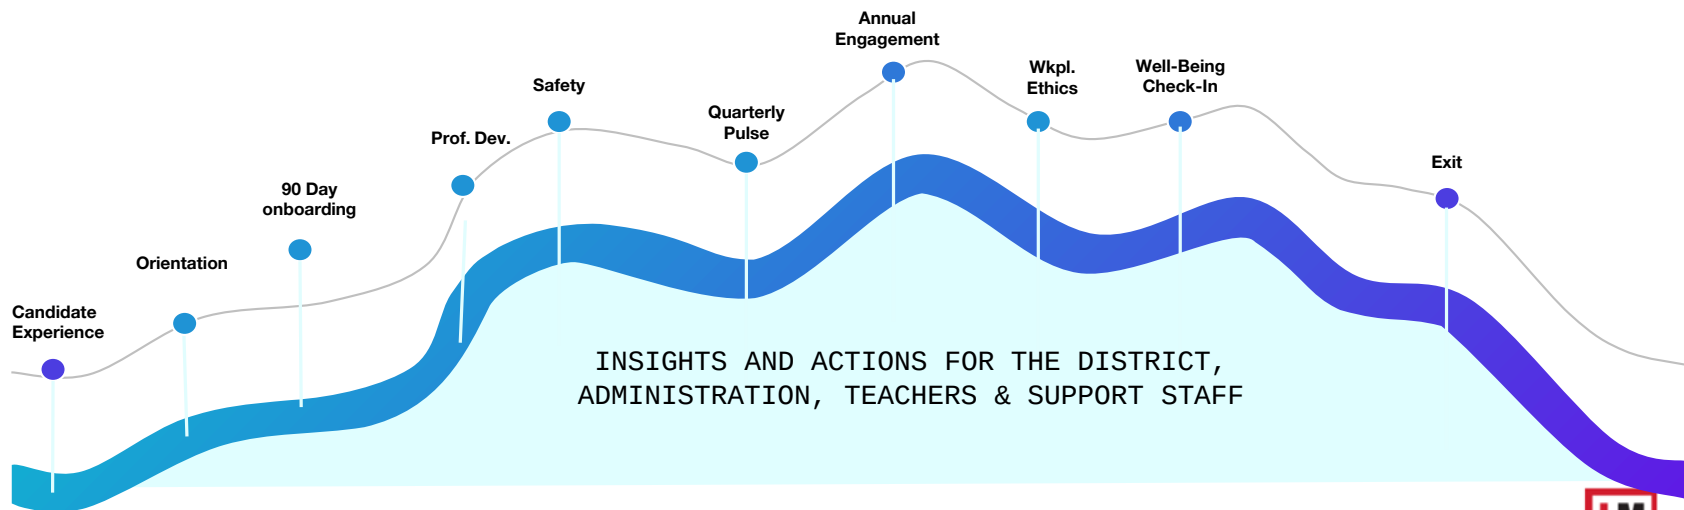 Candidate
Experience
Orientation
90 Day
onboarding
Prof. Dev.
Safety
Quarterly
Pulse
Annual
Engagement
Wkpl.
Ethics
Well-Being
Check-In
Exit
INSIGHTS AND ACTIONS FOR THE DISTRICT,
ADMINISTRATION, TEACHERS & SUPPORT STAFF